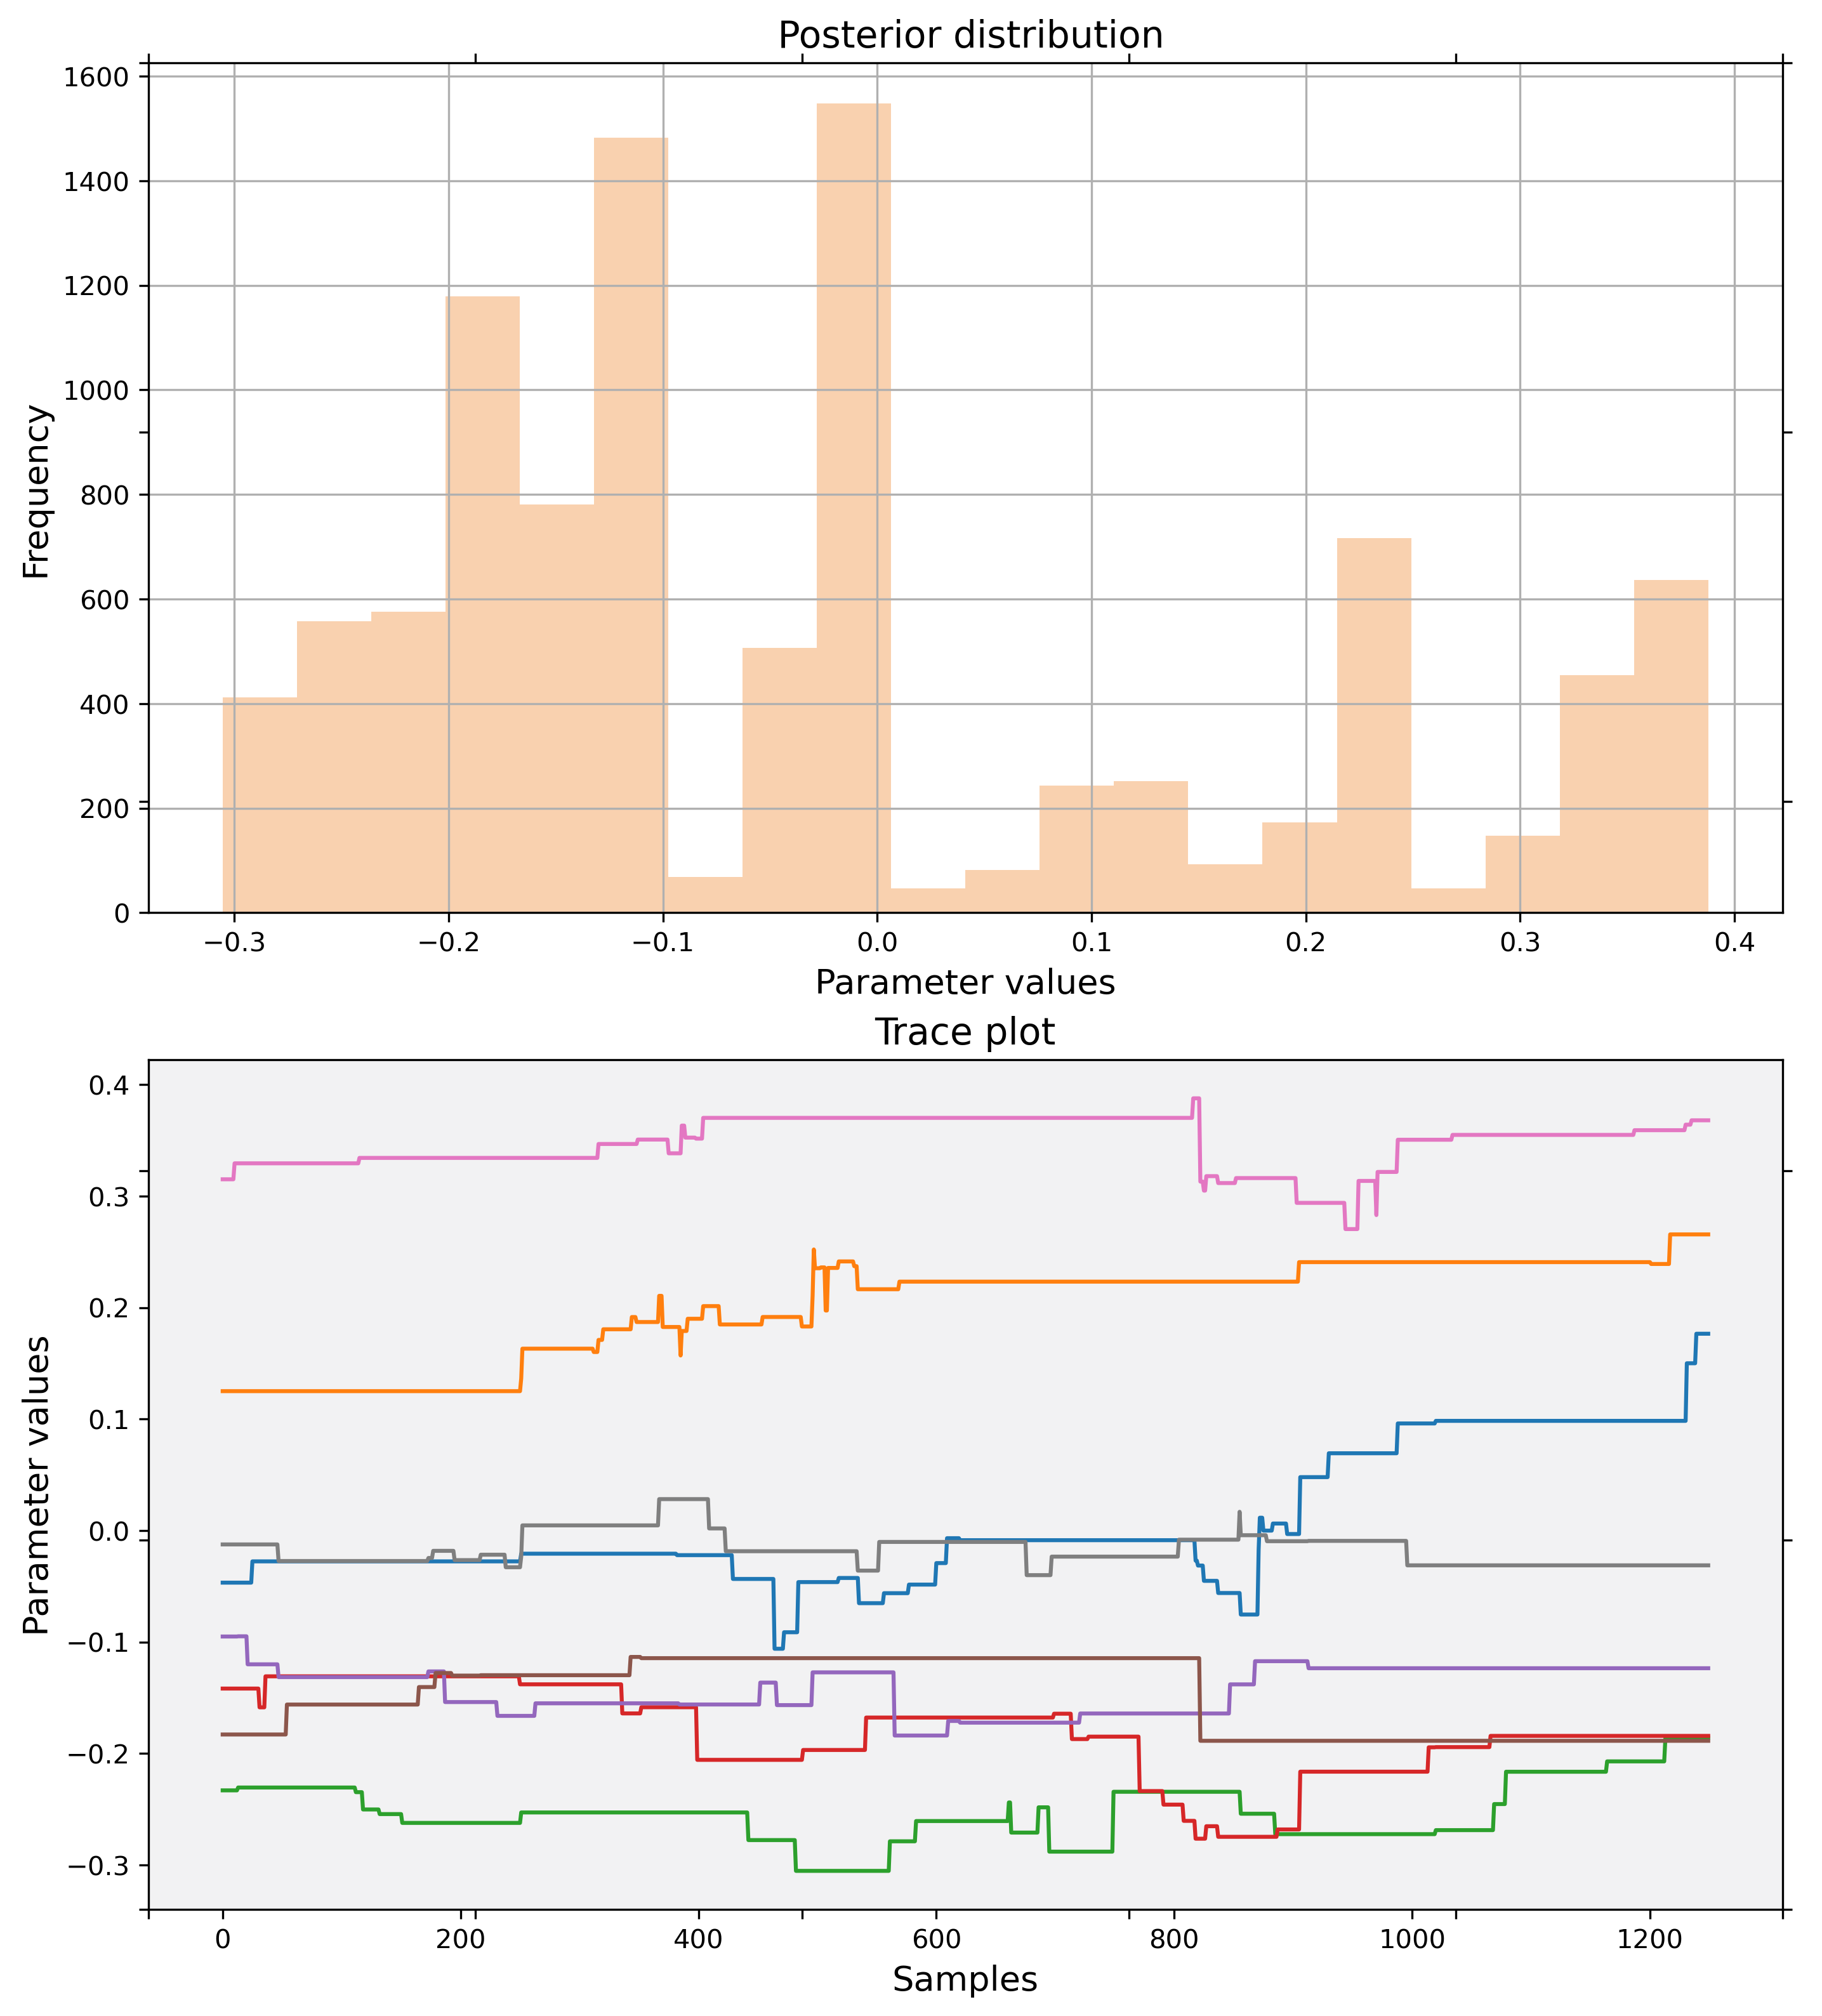 Posterior distribution
1600
1400
1200
1000
800
600
400
200
0
Frequency
−0.3 −0.2 −0.1 0.0 0.1 0.2 0.3 0.4
Parameter values
Trace plot
0.4
0.3
0.2
0.1
0.0
−0.1
−0.2
−0.3
Parameter values
0 200 400 600 800 1000 1200
Samples